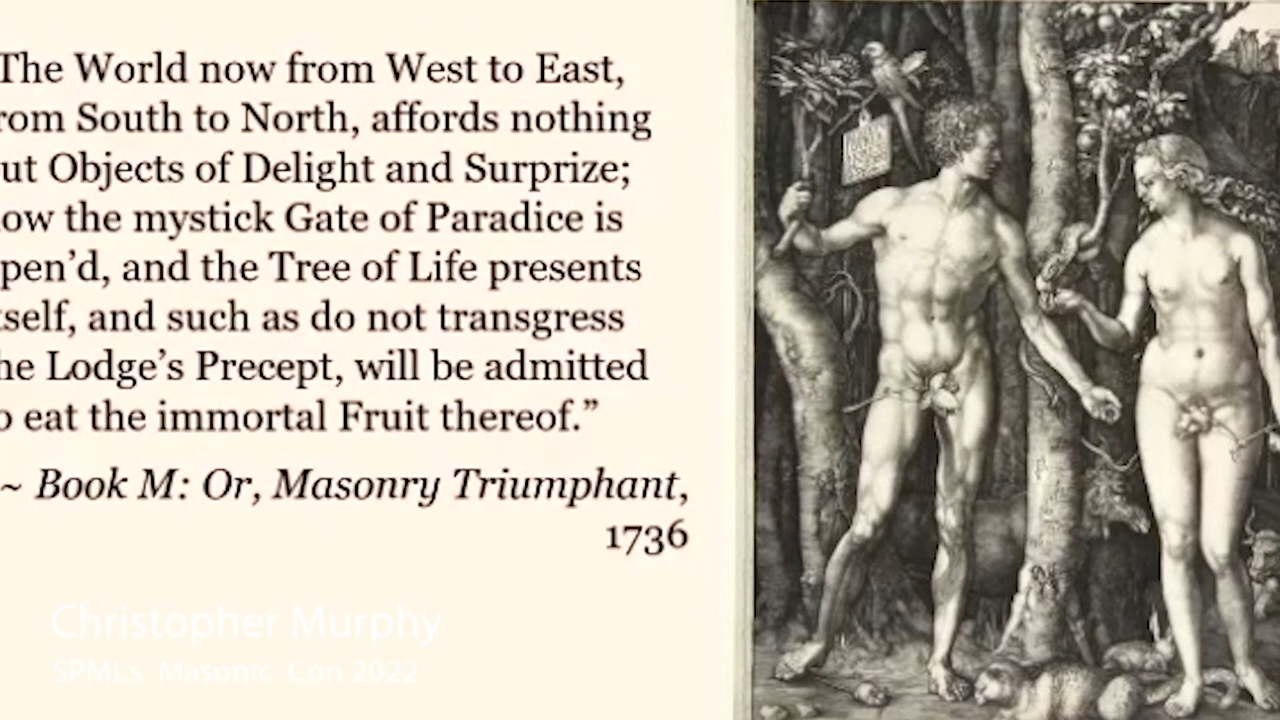 The World now from West to East,
rom South to North, affords nothing
ut Objects of Delight and Surprize;
ow the mystick Gate of Paradice is
pen’d, and the Tree of Life presents
tself, and such as do not transgress
he Lodge’s Precept, will be admitted
o eat the immortal Fruit thereof.”
~ Book M: Or, Masonry Triumphant,
1736
Christopher Murphy
SPMLs Masonic Con 2022